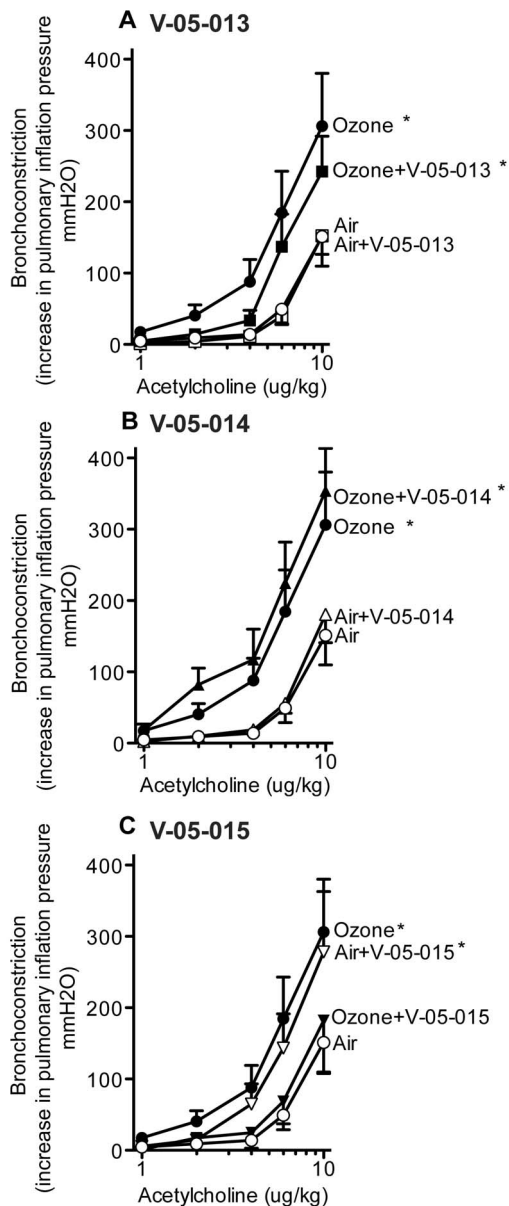 A V-05-013
Bronchoconstriction
(increase in pulmonary inflation pressure
mmH2O)
400
300
200
100
0
1
10
Ozone *
Ozone+V-05-013 *
Air
Air+V-05-013
Acetylcholine (ug/kg)
B V-05-014
Bronchoconstriction
(increase in pulmonary inflation pressure
mmH2O)
400
300
200
100
0
1
10
Ozone+V-05-014 *
Ozone *
Air+V-05-014
Air
Acetylcholine (ug/kg)
C V-05-015
Bronchoconstriction
(increase in pulmonary inflation pressure
mmH2O)
400
300
200
100
0
1
10
Ozone *
Air+V-05-015 *
Ozone+V-05-015
Air
Acetylcholine (ug/kg)